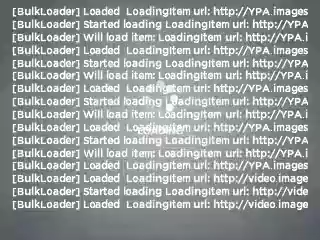 [BulkLoader] Loaded LoadingItem url: http://YPA.images
[BulkLoader] Started loading LoadingItem url: http://YPA
[BulkLoader] Will load item: LoadingItem url: http://YPA.i
[BulkLoader] Loaded LoadingItem url: http://YPA.images
[BulkLoader] Started loading LoadingItem url: http://YPA
[BulkLoader] Will load item: LoadingItem url: http://YPA.i
[BulkLoader] Loaded LoadingItem url: http://YPA.images
[BulkLoader] Started loading LoadingItem url: http://YPA
[BulkLoader] Will load item: LoadingItem url: http://YPA.i
[BulkLoader] Loaded LoadingItem url: http://YPA.images
[BulkLoader] Started loading LoadingItem url: http://YPA
[BulkLoader] Will load item: LoadingItem url: http://YPA.i
[BulkLoader] Loaded LoadingItem url: http://YPA.images
[BulkLoader] Loaded LoadingItem url: http://video.image
[BulkLoader] Started loading LoadingItem url: http://vide
[BulkLoader] Loaded LoadingItem url: http://video.image